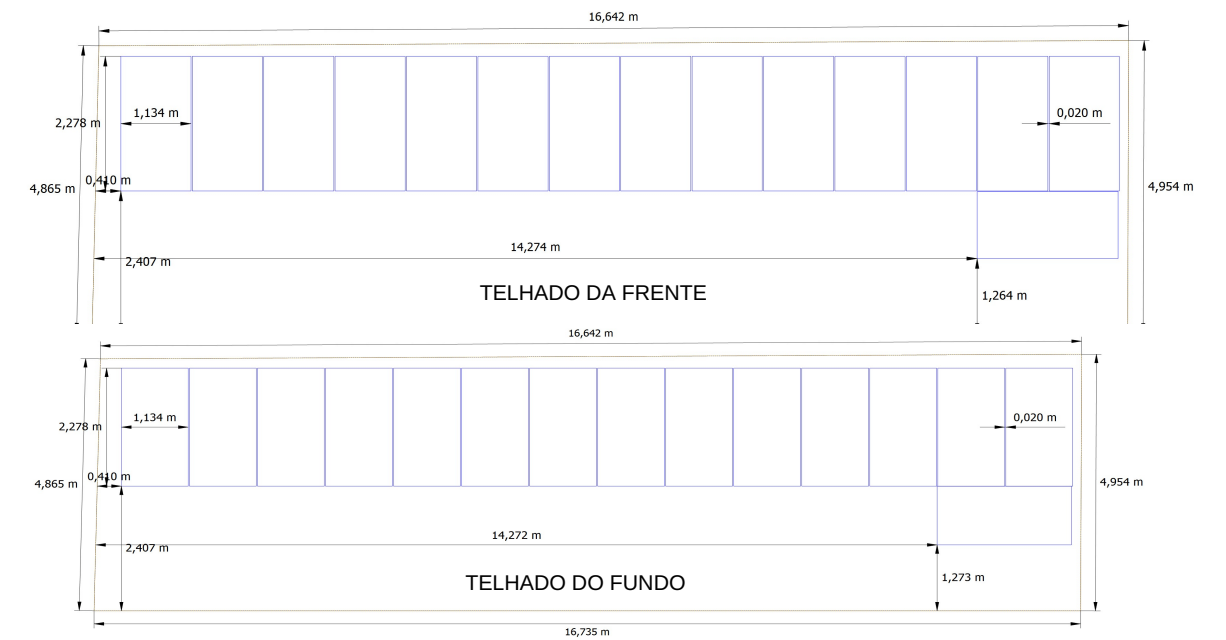 16,642 m
1,134 m
0,020 m
2,278 m
0,410 m
4,865 m
4,954 m
14,274 m
2,407 m
TELHADO DA FRENTE
1,264 m
16,642 m
1,134 m
0,020 m
2,278 m
0,410 m
4,865 m
4,954 m
14,272 m
2,407 m
TELHADO DO FUNDO
1,273 m
16,735 m